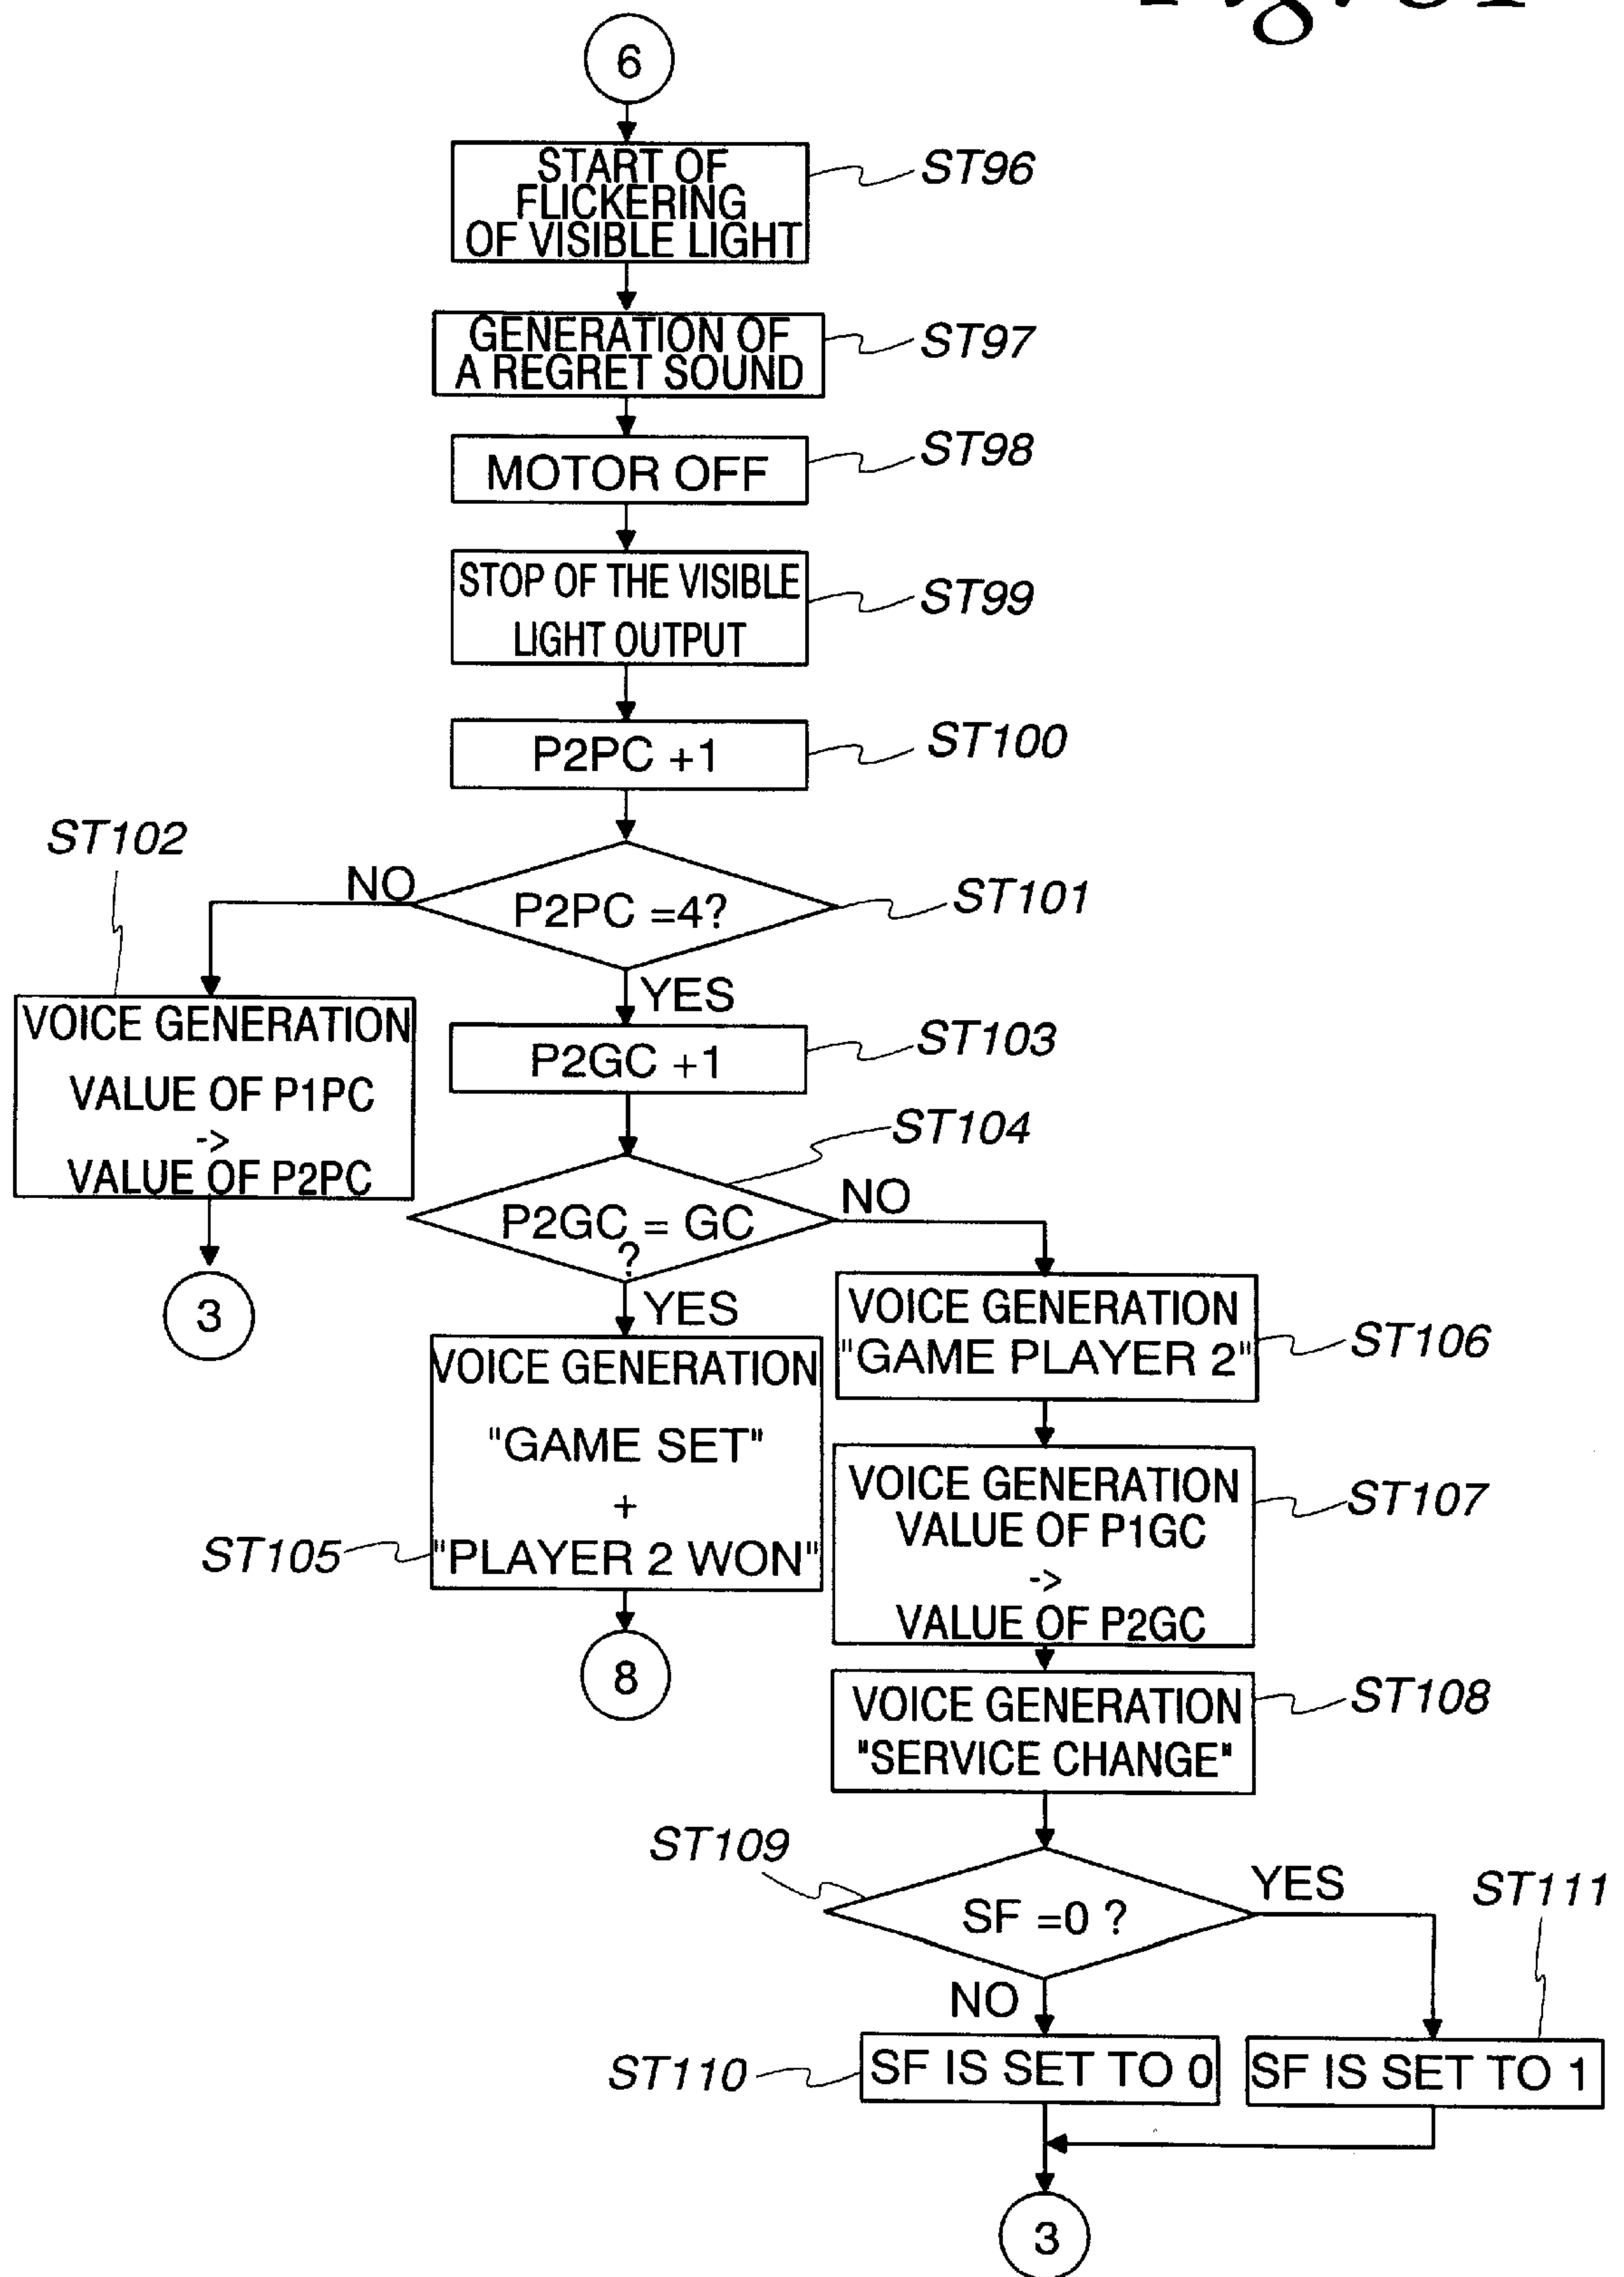 6
START OF
FLICKERING
OF VISIBLE LIGHT
ST96
GENERATION OF
A REGRET SOUND
ST97
MOTOR OFF
ST98
STOP OF THE VISIBLE
LIGHT OUTPUT
ST99
P2PC +1
ST100
P2PC =4?
ST101
NO
YES
ST102
VOICE GENERATION
VALUE OF P1PC
->
VALUE OF P2PC
3
P2GC +1
ST103
P2GC = GC
?
ST104
NO
YES
VOICE GENERATION
"GAME SET"
+
"PLAYER 2 WON"
ST105
8
VOICE GENERATION
"GAME PLAYER 2"
ST106
VOICE GENERATION
VALUE OF P1GC
->
VALUE OF P2GC
ST107
VOICE GENERATION
"SERVICE CHANGE"
ST108
ST109
SF =0 ?
YES
NO
ST111
ST110
SF IS SET TO 0
SF IS SET TO 1
3